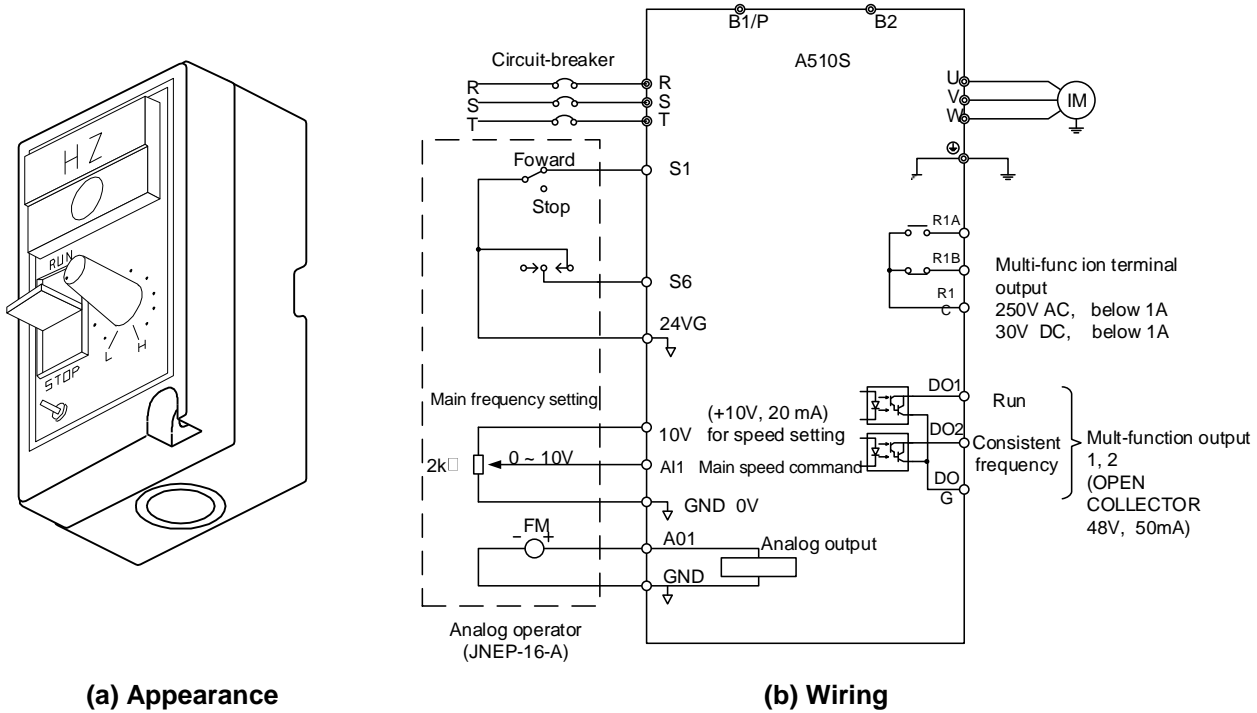 HZ
RUN
L
H
STOP
(a) Appearance
B1/P
B2
A510S
Circuit-breaker
R
S
T
R
S
T
U
V
W
IM
Foward
Stop
S1
S6
24VG
R1A
R1B
R1
C
Multi-func ion terminal
output
250V AC, below 1A
30V DC, below 1A
Main frequency setting
2k□
0 ~ 10V
10V
(+10V, 20 mA)
for speed setting
AI1
Main speed command
GND 0V
DO1
Run
DO2
Consistent
frequency
DO
G
Mult-function output
1, 2
(OPEN
COLLECTOR
48V, 50mA)
FM
- +
A01
Analog output
GND
Analog operator
(JNEP-16-A)
(b) Wiring